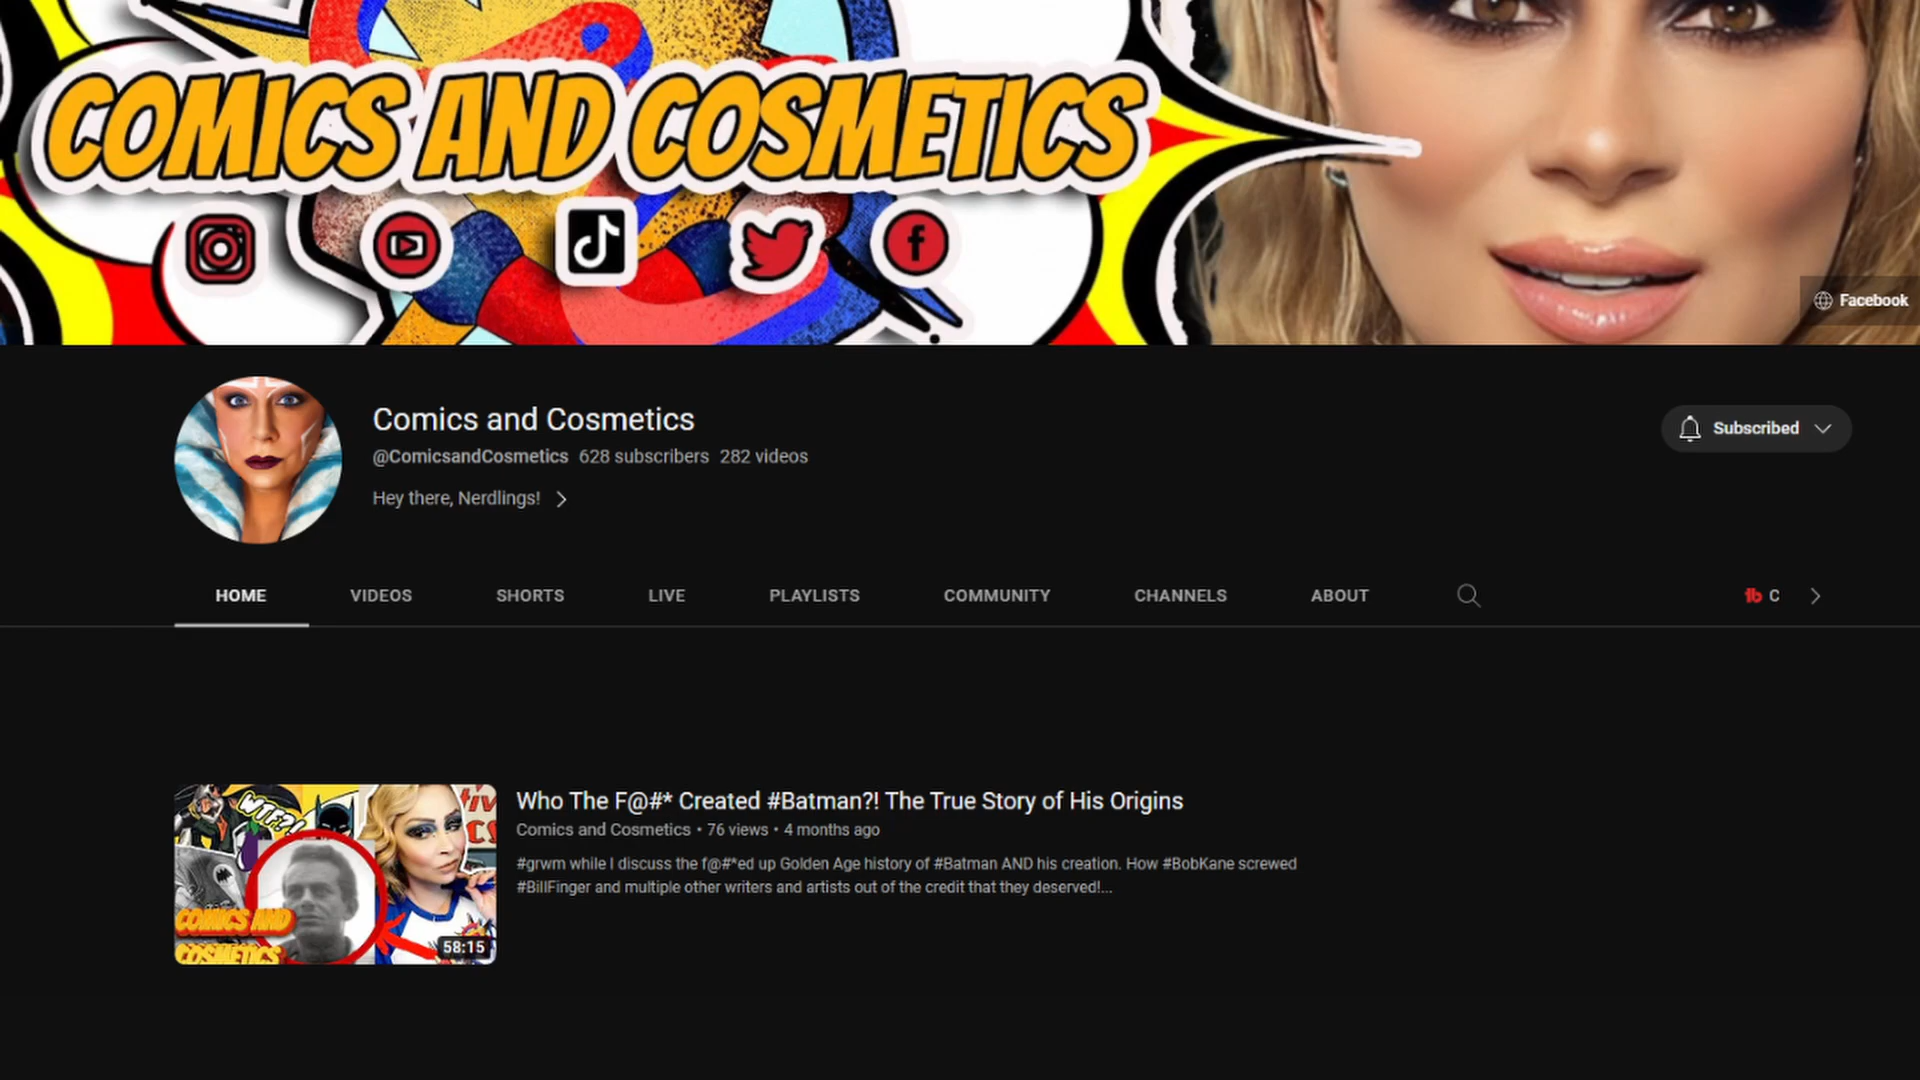 COMICS AND COSMETICS
Facebook
Comics and Cosmetics
@ComicsandCosmetics 628 subscribers 282 videos
Hey there, Nerdlings!
Subscribed
HOME VIDEOS SHORTS LIVE PLAYLISTS COMMUNITY CHANNELS ABOUT
C
WTF?!
COMICS AND
COSMETICS
58:15
Who The F@#* Created #Batman?! The True Story of His Origins
Comics and Cosmetics • 76 views • 4 months ago
#grwm while I discuss the f@#*ed up Golden Age history of #Batman AND his creation. How #BobKane screwed
#BillFinger and multiple other writers and artists out of the credit that they deserved!...